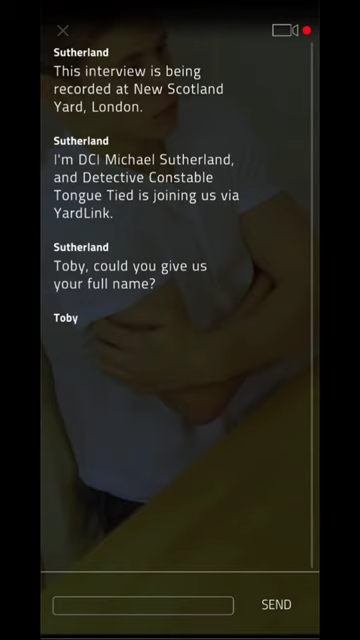 Sutherland
This interview is being
recorded at New Scotland
Yard, London.
Sutherland
I'm DCI Michael Sutherland,
and Detective Constable
Tongue Tied is joining us via
YardLink.
Sutherland
Toby, could you give us
your full name?
Toby
SEND